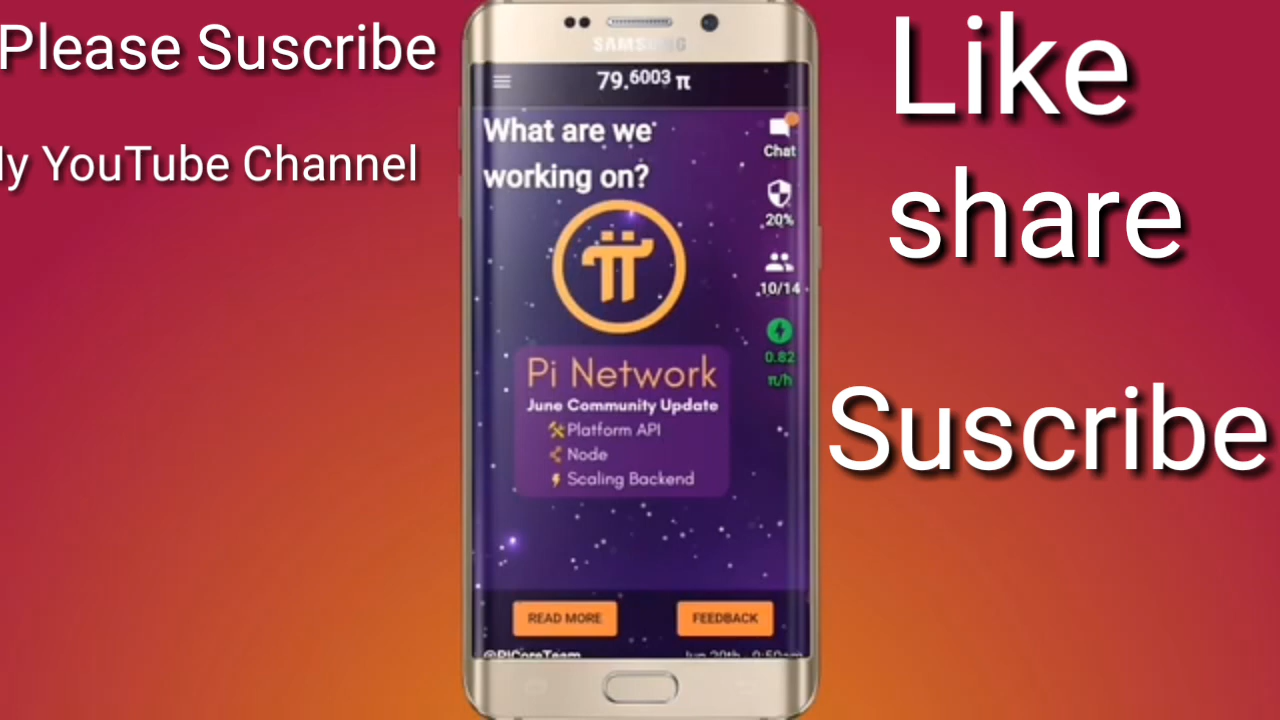 Please Suscribe
My YouTube Channel
Like
share
Suscribe
SAMSUNG
79.6003 π
What are we
working on?
Chat
20%
10/14
0.82
π/h
Pi Network
June Community Update
Platform API
Node
Scaling Backend
READ MORE
FEEDBACK
@PiCoreTeam